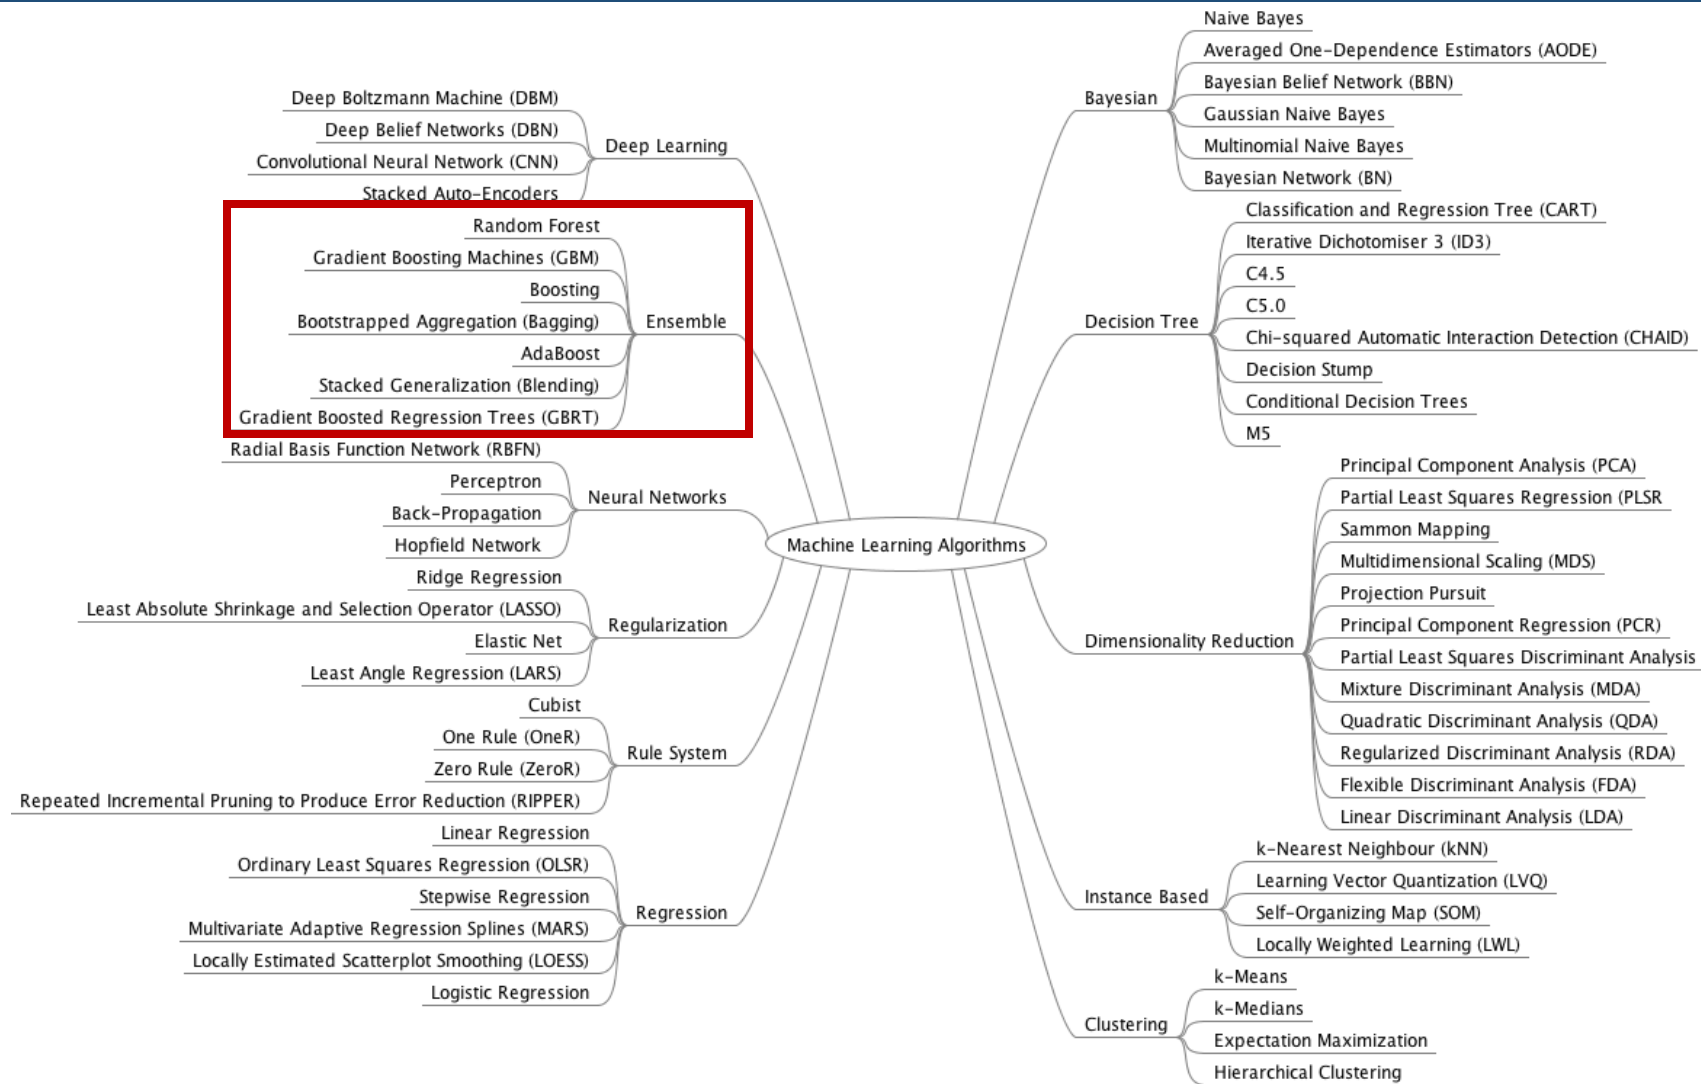 Deep Boltzmann Machine (DBM)
Deep Belief Networks (DBN)
Convolutional Neural Network (CNN)
Stacked Auto-Encoders
Deep Learning
Random Forest
Gradient Boosting Machines (GBM)
Boosting
Bootstrapped Aggregation (Bagging)
AdaBoost
Stacked Generalization (Blending)
Gradient Boosted Regression Trees (GBRT)
Ensemble
Radial Basis Function Network (RBFN)
Perceptron
Back-Propagation
Hopfield Network
Neural Networks
Ridge Regression
Least Absolute Shrinkage and Selection Operator (LASSO)
Elastic Net
Least Angle Regression (LARS)
Regularization
Cubist
One Rule (OneR)
Zero Rule (ZeroR)
Repeated Incremental Pruning to Produce Error Reduction (RIPPER)
Rule System
Linear Regression
Ordinary Least Squares Regression (OLSR)
Stepwise Regression
Multivariate Adaptive Regression Splines (MARS)
Locally Estimated Scatterplot Smoothing (LOESS)
Logistic Regression
Regression
Machine Learning Algorithms
Bayesian
Naive Bayes
Averaged One-Dependence Estimators (AODE)
Bayesian Belief Network (BBN)
Gaussian Naive Bayes
Multinomial Naive Bayes
Bayesian Network (BN)
Decision Tree
Classification and Regression Tree (CART)
Iterative Dichotomiser 3 (ID3)
C4.5
C5.0
Chi-squared Automatic Interaction Detection (CHAID)
Decision Stump
Conditional Decision Trees
M5
Dimensionality Reduction
Principal Component Analysis (PCA)
Partial Least Squares Regression (PLSR
Sammon Mapping
Multidimensional Scaling (MDS)
Projection Pursuit
Principal Component Regression (PCR)
Partial Least Squares Discriminant Analysis
Mixture Discriminant Analysis (MDA)
Quadratic Discriminant Analysis (QDA)
Regularized Discriminant Analysis (RDA)
Flexible Discriminant Analysis (FDA)
Linear Discriminant Analysis (LDA)
Instance Based
k-Nearest Neighbour (kNN)
Learning Vector Quantization (LVQ)
Self-Organizing Map (SOM)
Locally Weighted Learning (LWL)
Clustering
k-Means
k-Medians
Expectation Maximization
Hierarchical Clustering